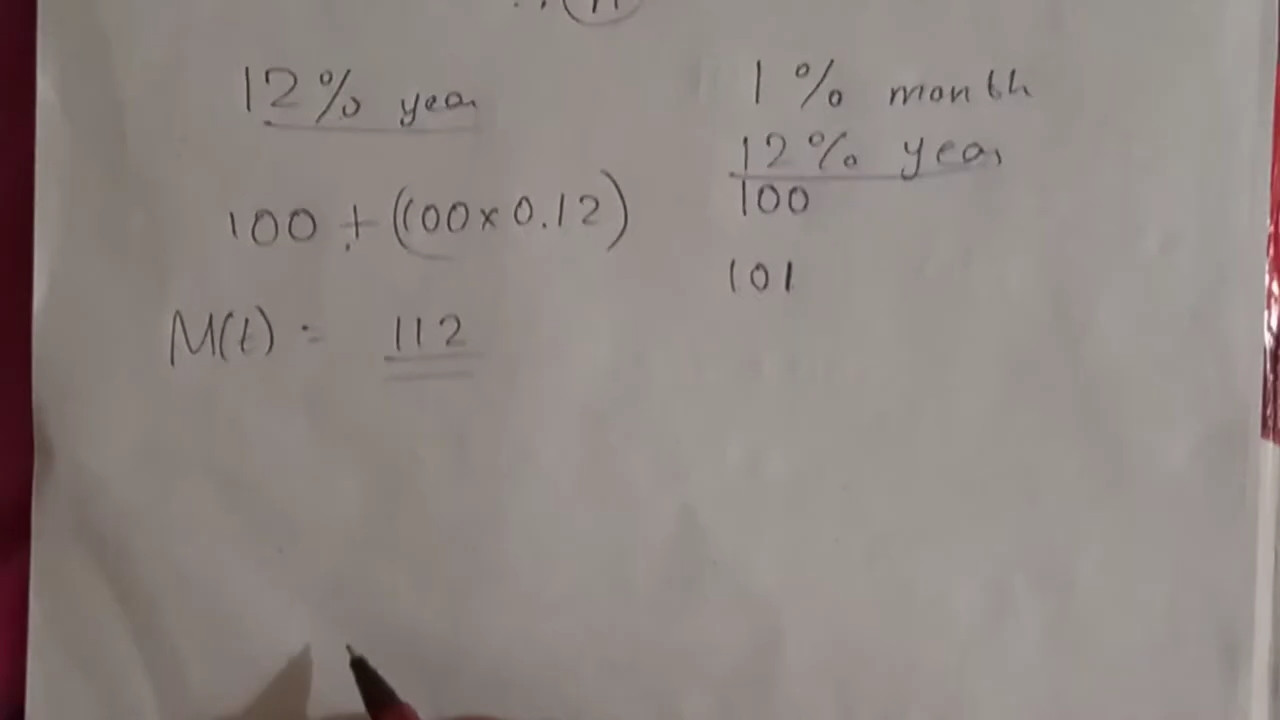 12% year
100 + (100 x 0.12)
M(t) = 112
1% month
12% year
100
101